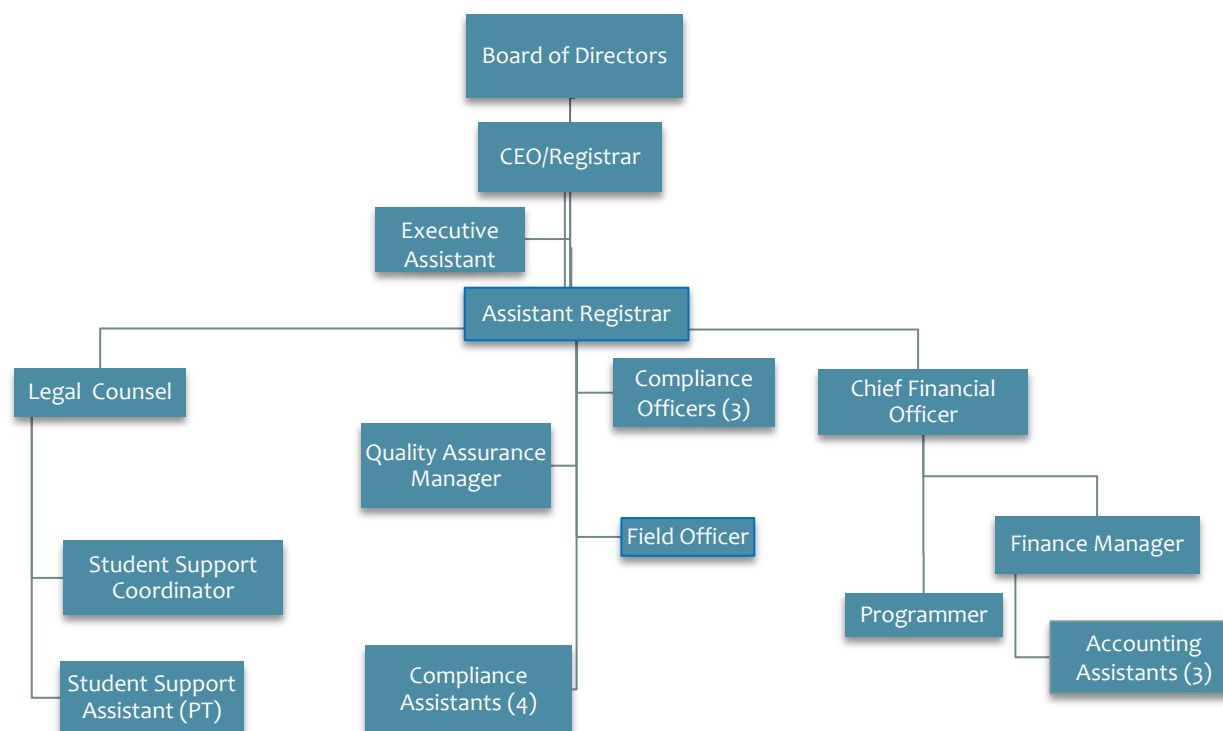 Board of Directors
CEO/Registrar
Executive
Assistant
Assistant Registrar
Legal  Counsel
Compliance
Officers (3)
Chief Financial
Officer
Quality Assurance
Manager
Field Officer
Finance Manager
Student Support
Coordinator
Programmer
Student Support
Assistant (PT)
Compliance
Assistants (4)
Accounting
Assistants (3)